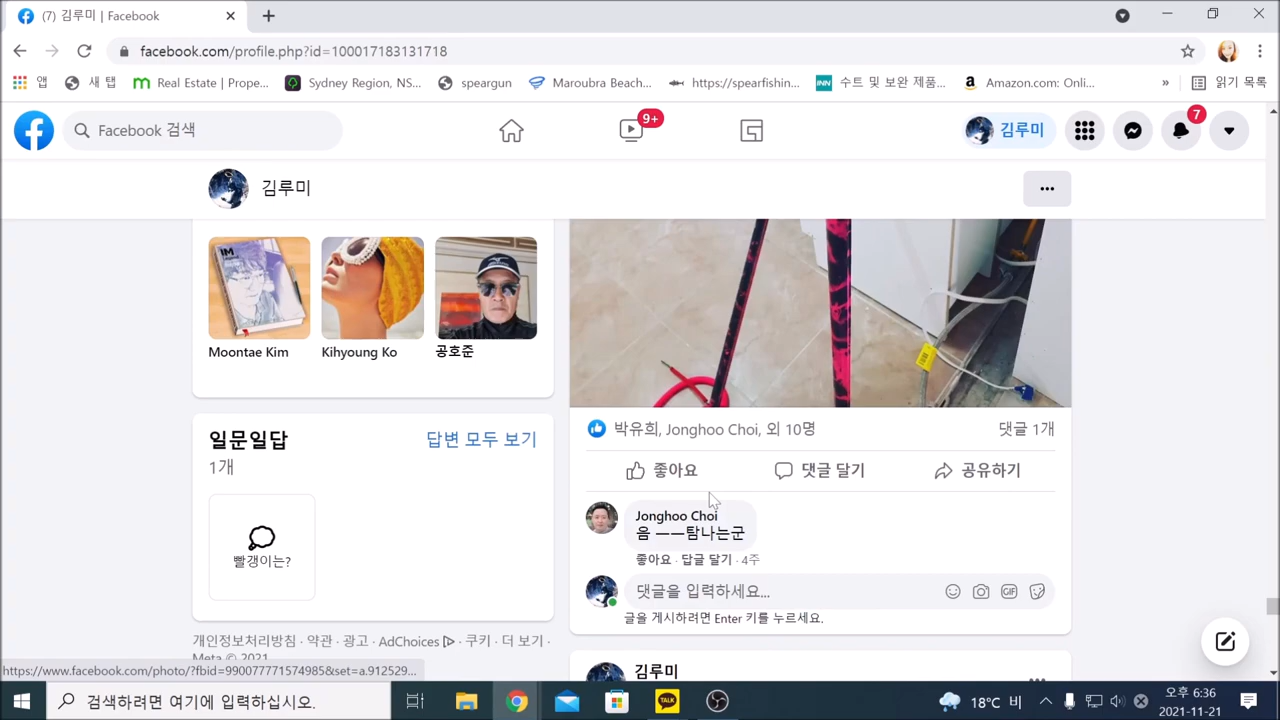 (7) 김루미 | Facebook
facebook.com/profile.php?id=100017183131718
앱 새 탭 Real Estate | Prope... Sydney Region, NS... speargun Maroubra Beach... https://spearfishin... INN 수트 및 보완 제품... Amazon.com: Onli... » 읽기 목록
Facebook 검색 9+ 김루미 7
김루미
IM
Moontae Kim Kihyoung Ko 공호준
박유희, Jonghoo Choi, 외 10명 댓글 1개
좋아요 댓글 달기 공유하기
일문일답 답변 모두 보기
1개
빨갱이는?
Jonghoo Choi
음 ㅡㅡ탐나는군
좋아요 · 답글 달기 · 4주
댓글을 입력하세요... GIF
글을 게시하려면 Enter 키를 누르세요.
개인정보처리방침 · 약관 · 광고 · AdChoices · 쿠키 · 더 보기 ·
Meta © 2021
김루미
https://www.facebook.com/photo/?fbid=990077771574985&set=a.912529...
검색하려면 여기에 입력하십시오. TALK 18°C 비 오후 6:36
2021-11-21